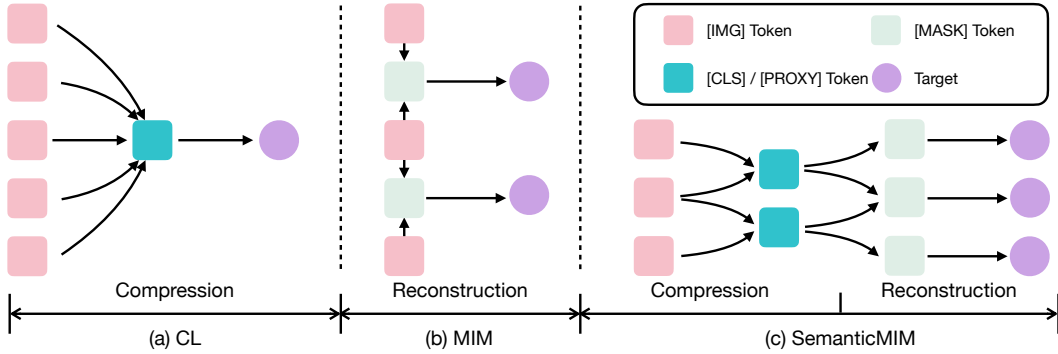 [IMG] Token
[MASK] Token
[CLS] / [PROXY] Token
Target
Compression
Reconstruction
Compression
Reconstruction
(a) CL
(b) MIM
(c) SemanticMIM